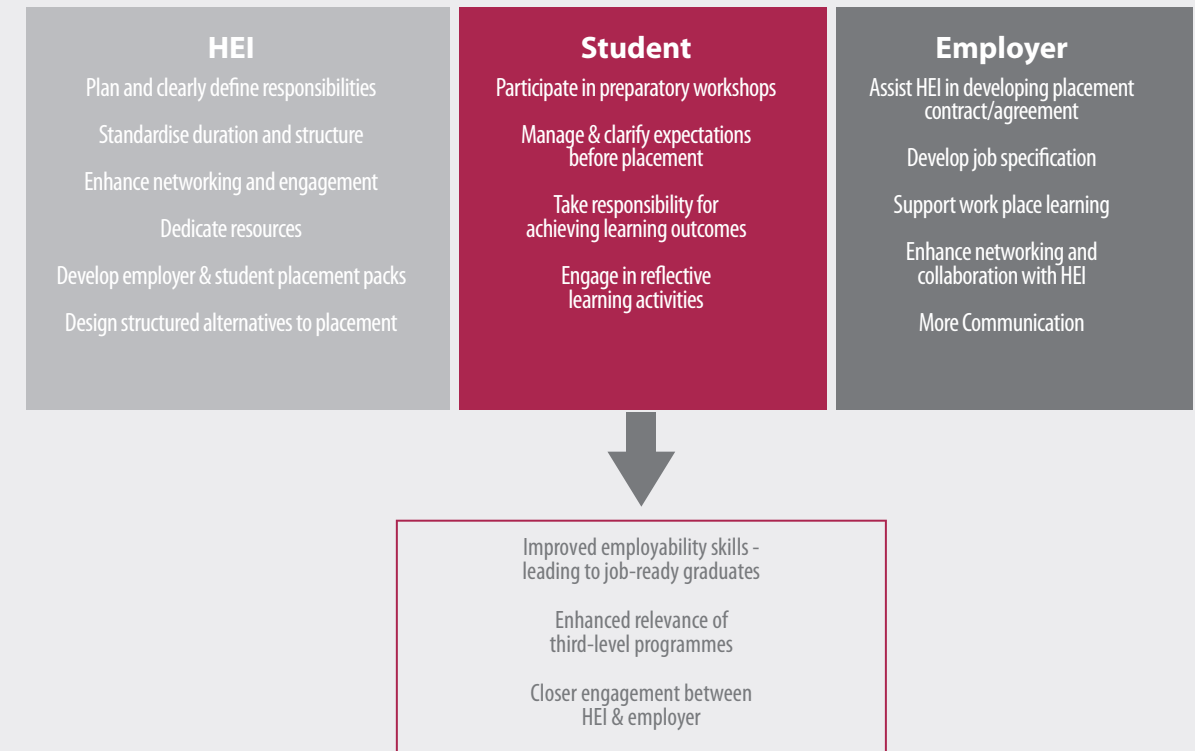 HEI
Plan and clearly define responsibilities
Standardise duration and structure
Enhance networking and engagement
Dedicate resources
Develop employer & student placement packs
Design structured alternatives to placement
Student
Participate in preparatory workshops
Manage & clarify expectations
before placement
Take responsibility for
achieving learning outcomes
Engage in reflective
learning activities
Employer
Assist HEI in developing placement
contract/agreement
Develop job specification
Support work place learning
Enhance networking and
collaboration with HEI
More Communication
Improved employability skills -
leading to job-ready graduates
Enhanced relevance of
third-level programmes
Closer engagement between
HEI & employer